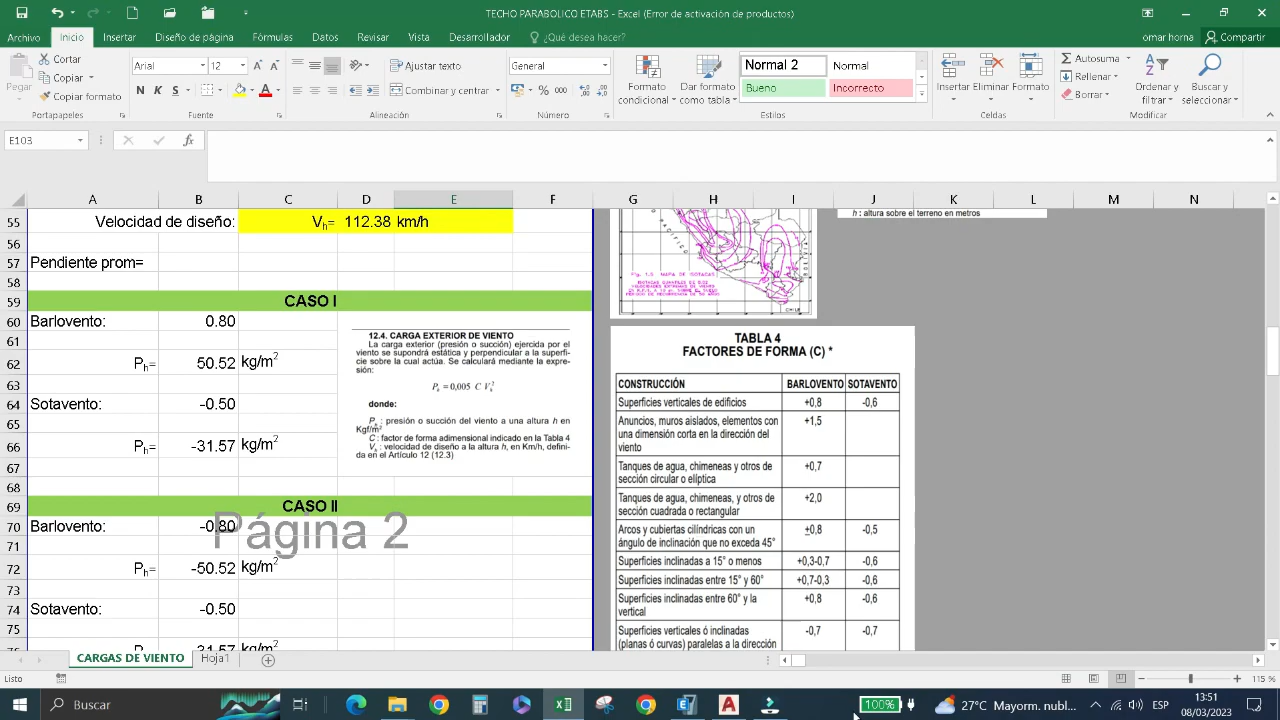 TECHO PARABOLICO ETABS - Excel (Error de activación de productos)
Archivo Inicio Insertar Diseño de página Fórmulas Datos Revisar Vista Desarrollador ¿Qué desea hacer? omar horna Compartir
Cortar Arial 12 Ajustar texto General Normal 2 Normal Autosuma
Copiar Rellenar
Pegar Copiar formato N K S Combinar y centrar % 000 Formato condicional Dar formato como tabla Bueno Incorrecto Insertar Eliminar Formato Borrar Ordenar y filtrar Buscar y seleccionar
Portapapeles Fuente Alineación Número Estilos Celdas Modificar
E103 fx
A B C D E F G H I J K L M N
55 Velocidad de diseño: Vh= 112.38 km/h
56
Pendiente prom=
58
59 CASO I
60 Barlovento: 0.80
61
62 Ph= 50.52 kg/m²
63
64 Sotavento: -0.50
65
66 Ph= -31.57 kg/m²
67
68
69 CASO II
70 Barlovento: -0.80
71
72 Ph= -50.52 kg/m²
73
74 Sotavento: -0.50
75
Página 2
12.4. CARGA EXTERIOR DE VIENTO
La carga exterior (presión o succión) ejercida por el
viento se supondrá estática y perpendicular a la superfi-
cie sobre la cual actúa. Se calculará mediante la expre-
sión:
Ph = 0,005 C Vh²
donde:
Ph : presión o succión del viento a una altura h en
Kgf/m²
C : factor de forma adimensional indicado en la Tabla 4
Vh : velocidad de diseño a la altura h, en Km/h, defini-
da en el Artículo 12 (12.3)
h : altura sobre el terreno en metros
PACIFICO
BOLIVIA
Fig. 1.5 MAPA DE ISOTACAS
CHILE
TABLA 4
FACTORES DE FORMA (C) *
CONSTRUCCIÓN BARLOVENTO SOTAVENTO
Superficies verticales de edificios +0,8 -0,6
Anuncios, muros aislados, elementos con +1,5
una dimensión corta en la dirección del
viento
Tanques de agua, chimeneas y otros de +0,7
sección circular o elíptica
Tanques de agua, chimeneas, y otros de +2,0
sección cuadrada o rectangular
Arcos y cubiertas cilíndricas con un ±0,8 -0,5
ángulo de inclinación que no exceda 45°
Superficies inclinadas a 15° o menos +0,3-0,7 -0,6
Superficies inclinadas entre 15° y 60° +0,7-0,3 -0,6
Superficies inclinadas entre 60° y la +0,8 -0,6
vertical
Superficies verticales ó inclinadas -0,7 -0,7
(planas ó curvas) paralelas a la dirección
CARGAS DE VIENTO Hoja1
Listo 115 %
Buscar 100% 27°C Mayorm. nubl... ESP 13:51
08/03/2023